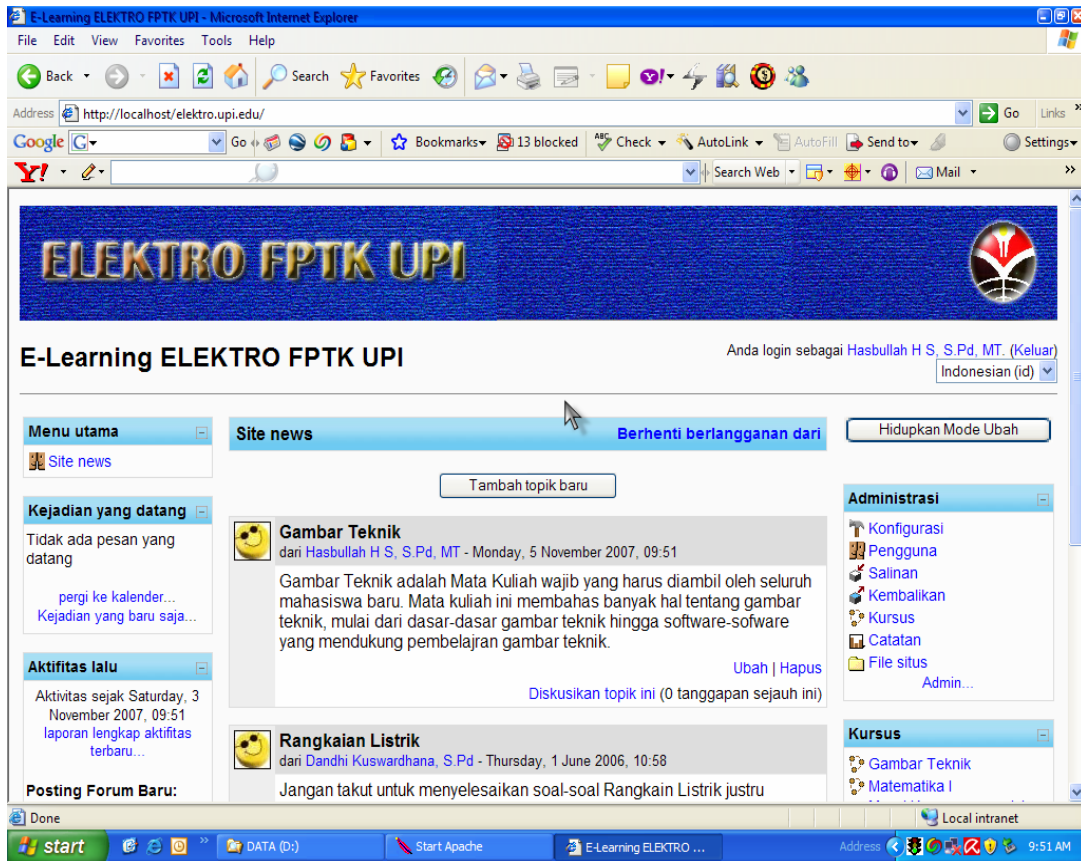 E-Learning ELEKTRO FPTK UPI - Microsoft Internet Explorer
File Edit View Favorites Tools Help
Back Search Favorites
Address http://localhost/elektro.upi.edu/ Go Links »
Google G Go Bookmarks 13 blocked ABC Check AutoLink AutoFill Send to Settings
Y! Search Web Mail »
ELEKTRO FPTK UPI
E-Learning ELEKTRO FPTK UPI
Anda login sebagai Hasbullah H S, S.Pd, MT. (Keluar)
Indonesian (id)
Menu utama
Site news
Kejadian yang datang
Tidak ada pesan yang
datang
pergi ke kalender...
Kejadian yang baru saja...
Aktifitas lalu
Aktivitas sejak Saturday, 3
November 2007, 09:51
laporan lengkap aktifitas
terbaru...
Posting Forum Baru:
Site news Berhenti berlangganan dari
Tambah topik baru
Gambar Teknik
dari Hasbullah H S, S.Pd, MT - Monday, 5 November 2007, 09:51
Gambar Teknik adalah Mata Kuliah wajib yang harus diambil oleh seluruh
mahasiswa baru. Mata kuliah ini membahas banyak hal tentang gambar
teknik, mulai dari dasar-dasar gambar teknik hingga software-sofware
yang mendukung pembelajran gambar teknik.
Ubah | Hapus
Diskusikan topik ini (0 tanggapan sejauh ini)
Rangkaian Listrik
dari Dandhi Kuswardhana, S.Pd - Thursday, 1 June 2006, 10:58
Jangan takut untuk menyelesaikan soal-soal Rangkain Listrik justru
Hidupkan Mode Ubah
Administrasi
Konfigurasi
Pengguna
Salinan
Kembalikan
Kursus
Catatan
File situs
Admin...
Kursus
Gambar Teknik
Matematika I
Done Local intranet
start » DATA (D:) Start Apache E-Learning ELEKTRO ... Address 9:51 AM